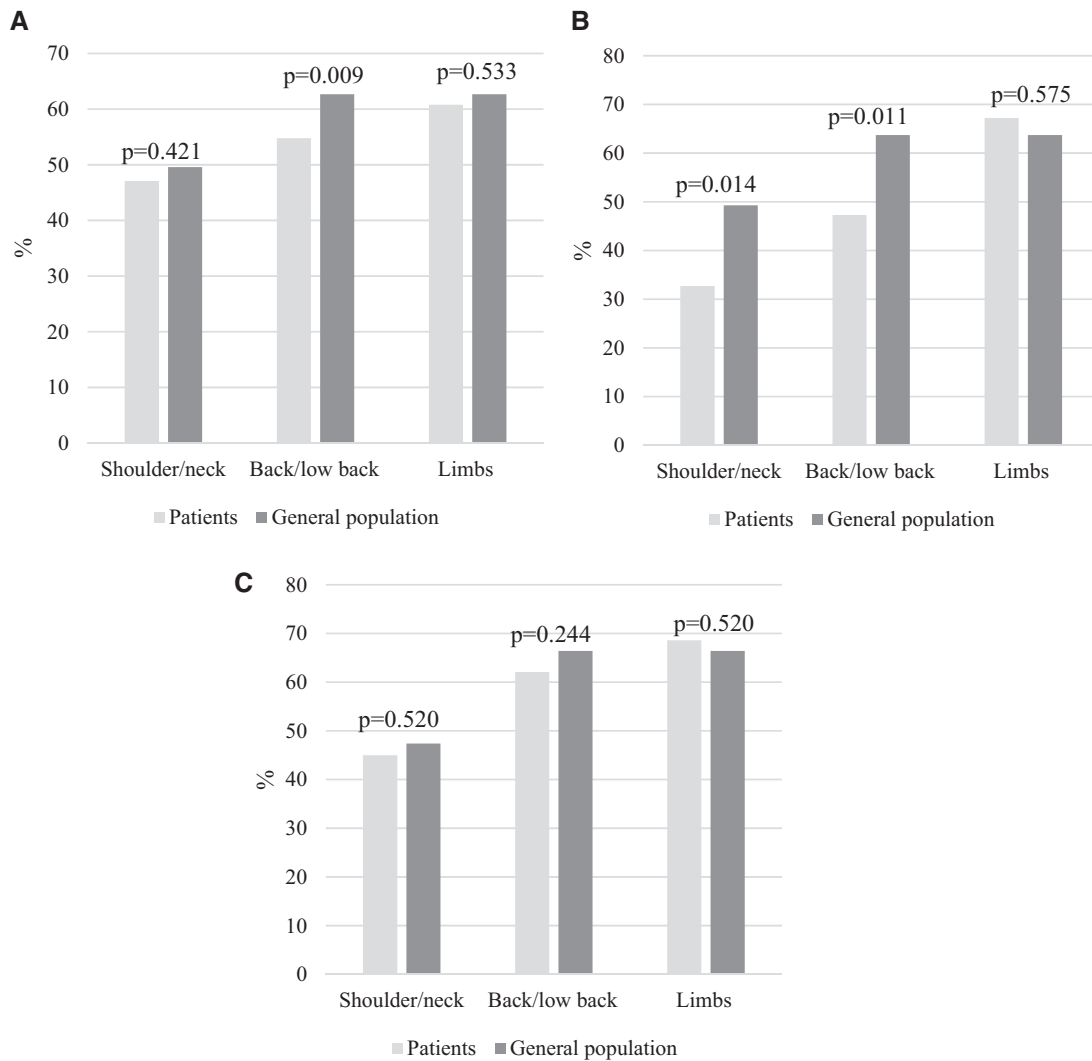 A
70
60
50
40
30
20
10
0
%
p=0.421
p=0.009
p=0.533
Shoulder/neck Back/low back Limbs
Patients General population
B
80
70
60
50
40
30
20
10
0
%
p=0.014
p=0.011
p=0.575
Shoulder/neck Back/low back Limbs
Patients General population
C
80
70
60
50
40
30
20
10
0
%
p=0.520
p=0.244
p=0.520
Shoulder/neck Back/low back Limbs
Patients General population